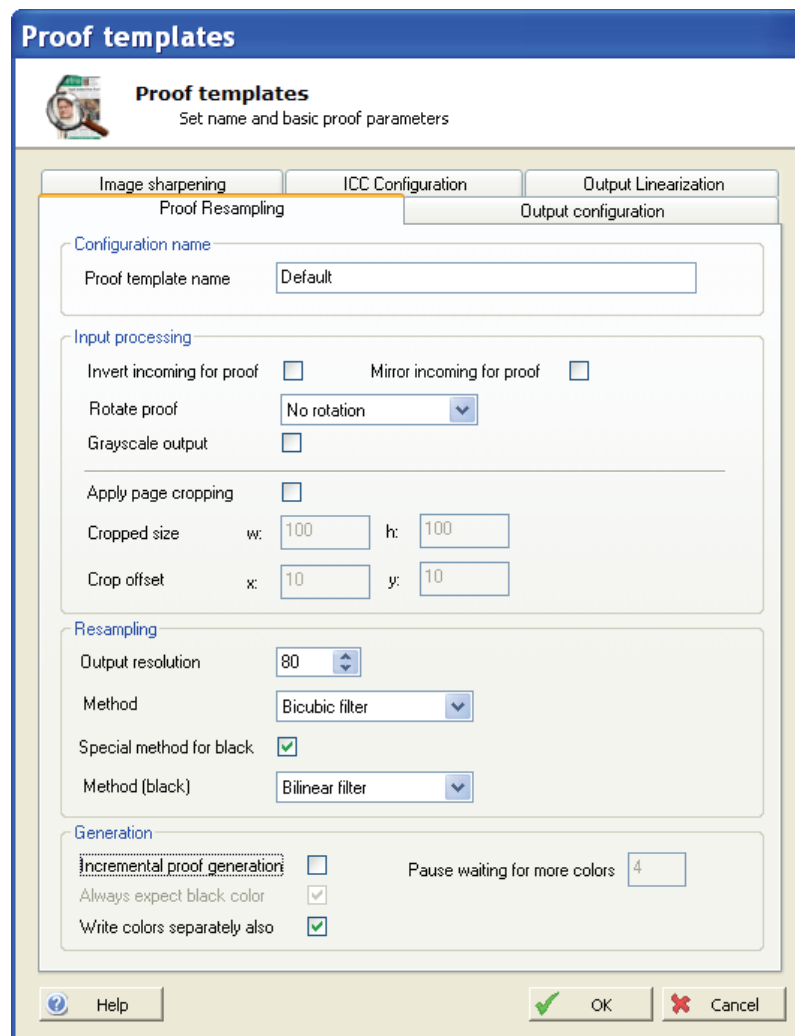 Proof templates
Proof templates
Set name and basic proof parameters
Image sharpening ICC Configuration Output Linearization
Proof Resampling Output configuration
Configuration name
Proof template name Default
Input processing
Invert incoming for proof Mirror incoming for proof
Rotate proof No rotation
Grayscale output
Apply page cropping
Cropped size w: 100 h: 100
Crop offset x: 10 y: 10
Resampling
Output resolution 80
Method Bicubic filter
Special method for black
Method (black) Bilinear filter
Generation
Incremental proof generation Pause waiting for more colors 4
Always expect black color
Write colors separately also
Help OK Cancel